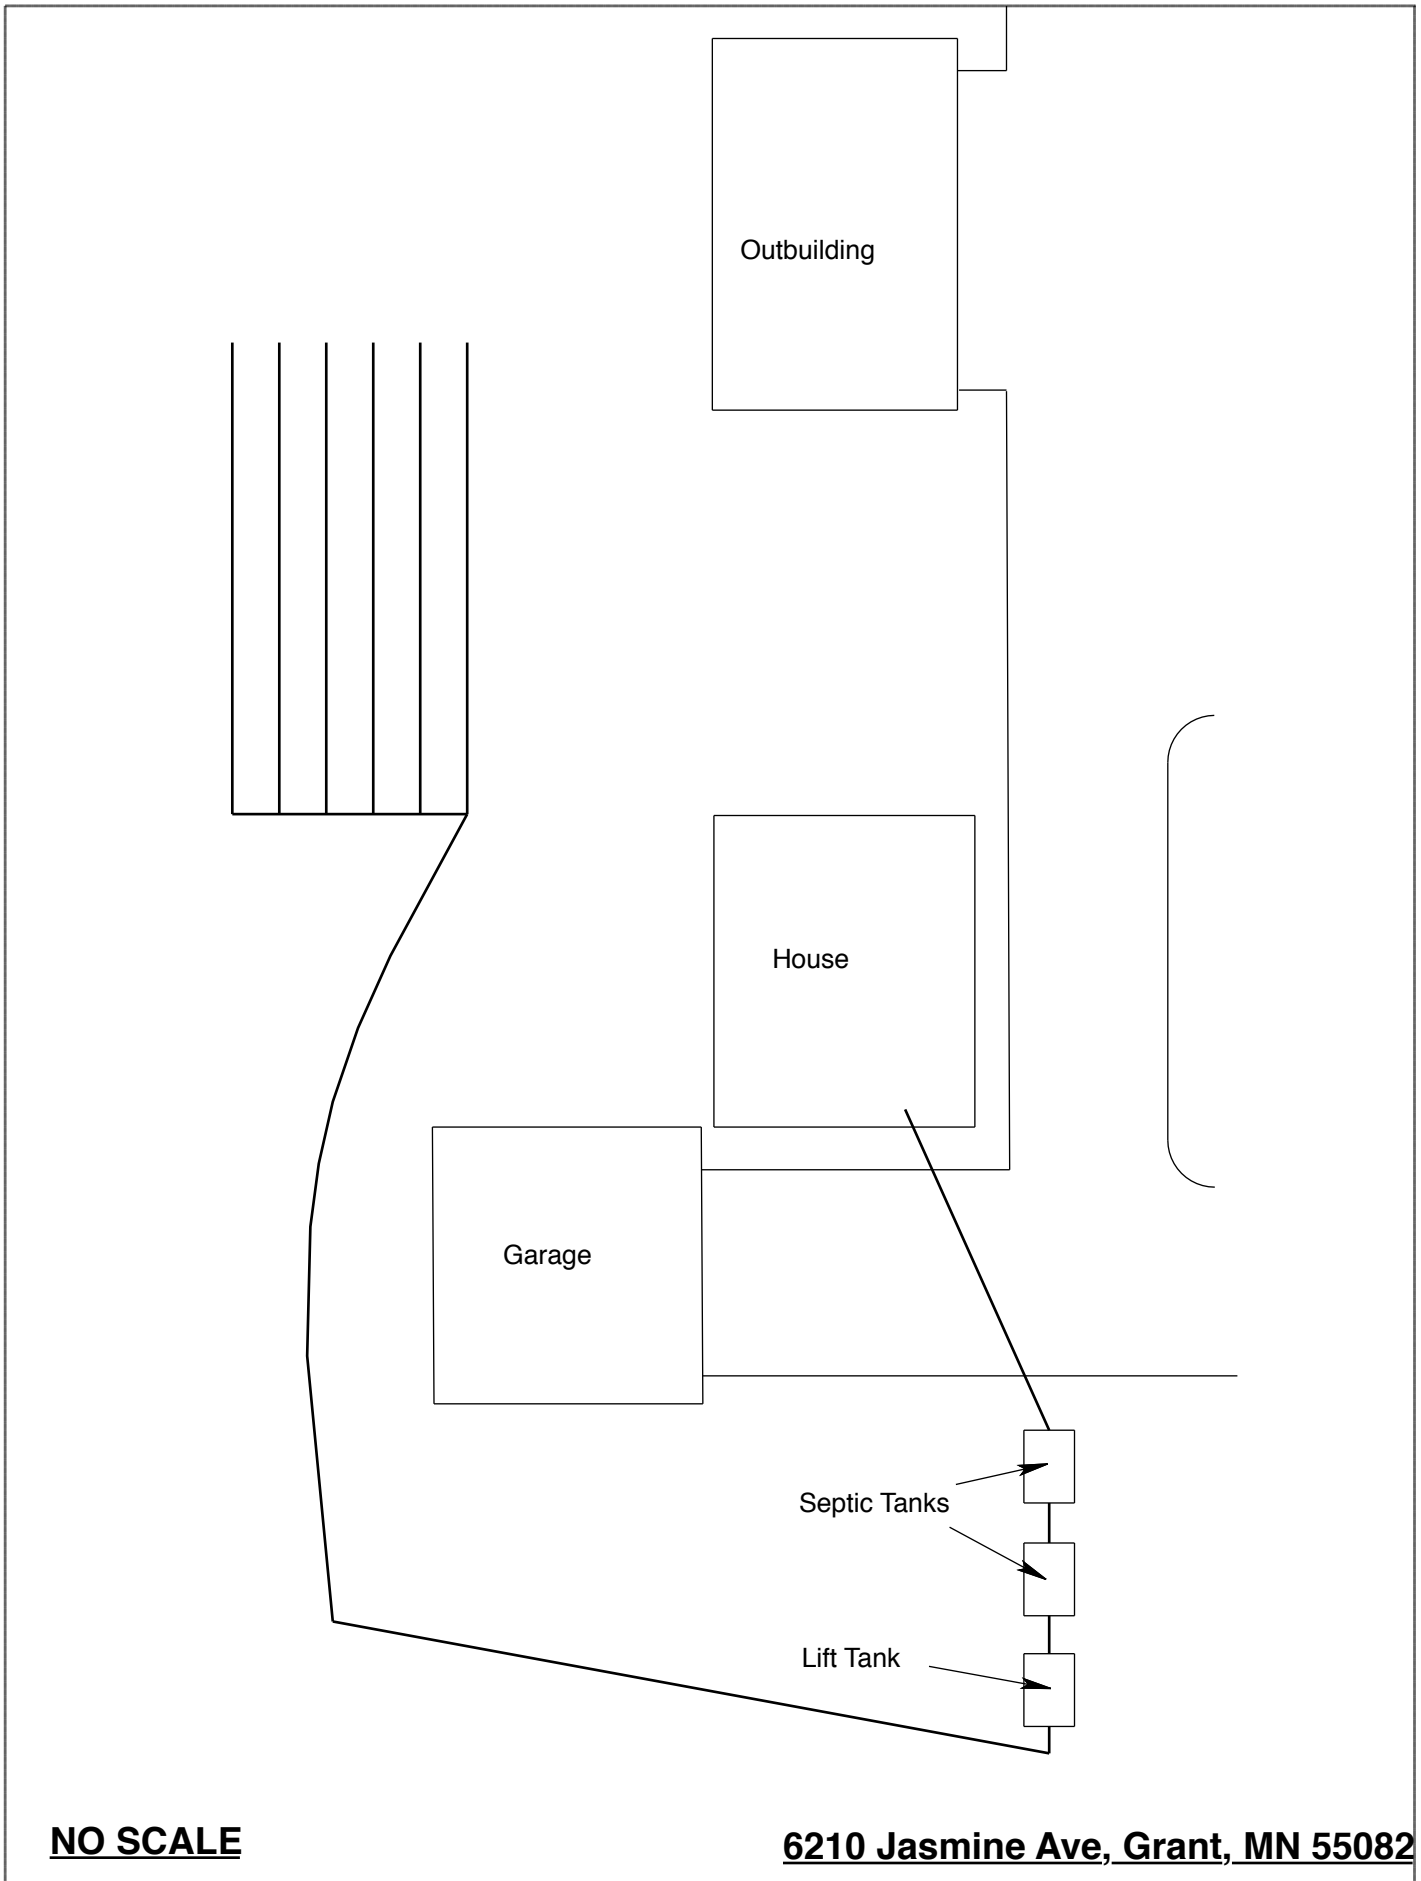 Outbuilding
House
Garage
Septic Tanks
Lift Tank
NO SCALE
6210 Jasmine Ave, Grant, MN 55082